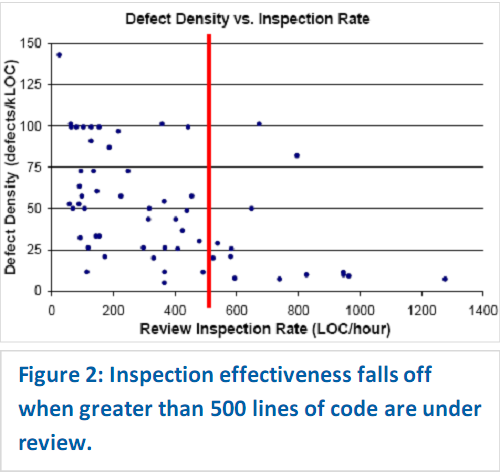 Defect Density vs. Inspection Rate
Defect Density (defects/kLOC)
150
125
100
75
50
25
0
0 200 400 600 800 1000 1200 1400
Review Inspection Rate (LOC/hour)
Figure 2: Inspection effectiveness falls off
when greater than 500 lines of code are under
review.